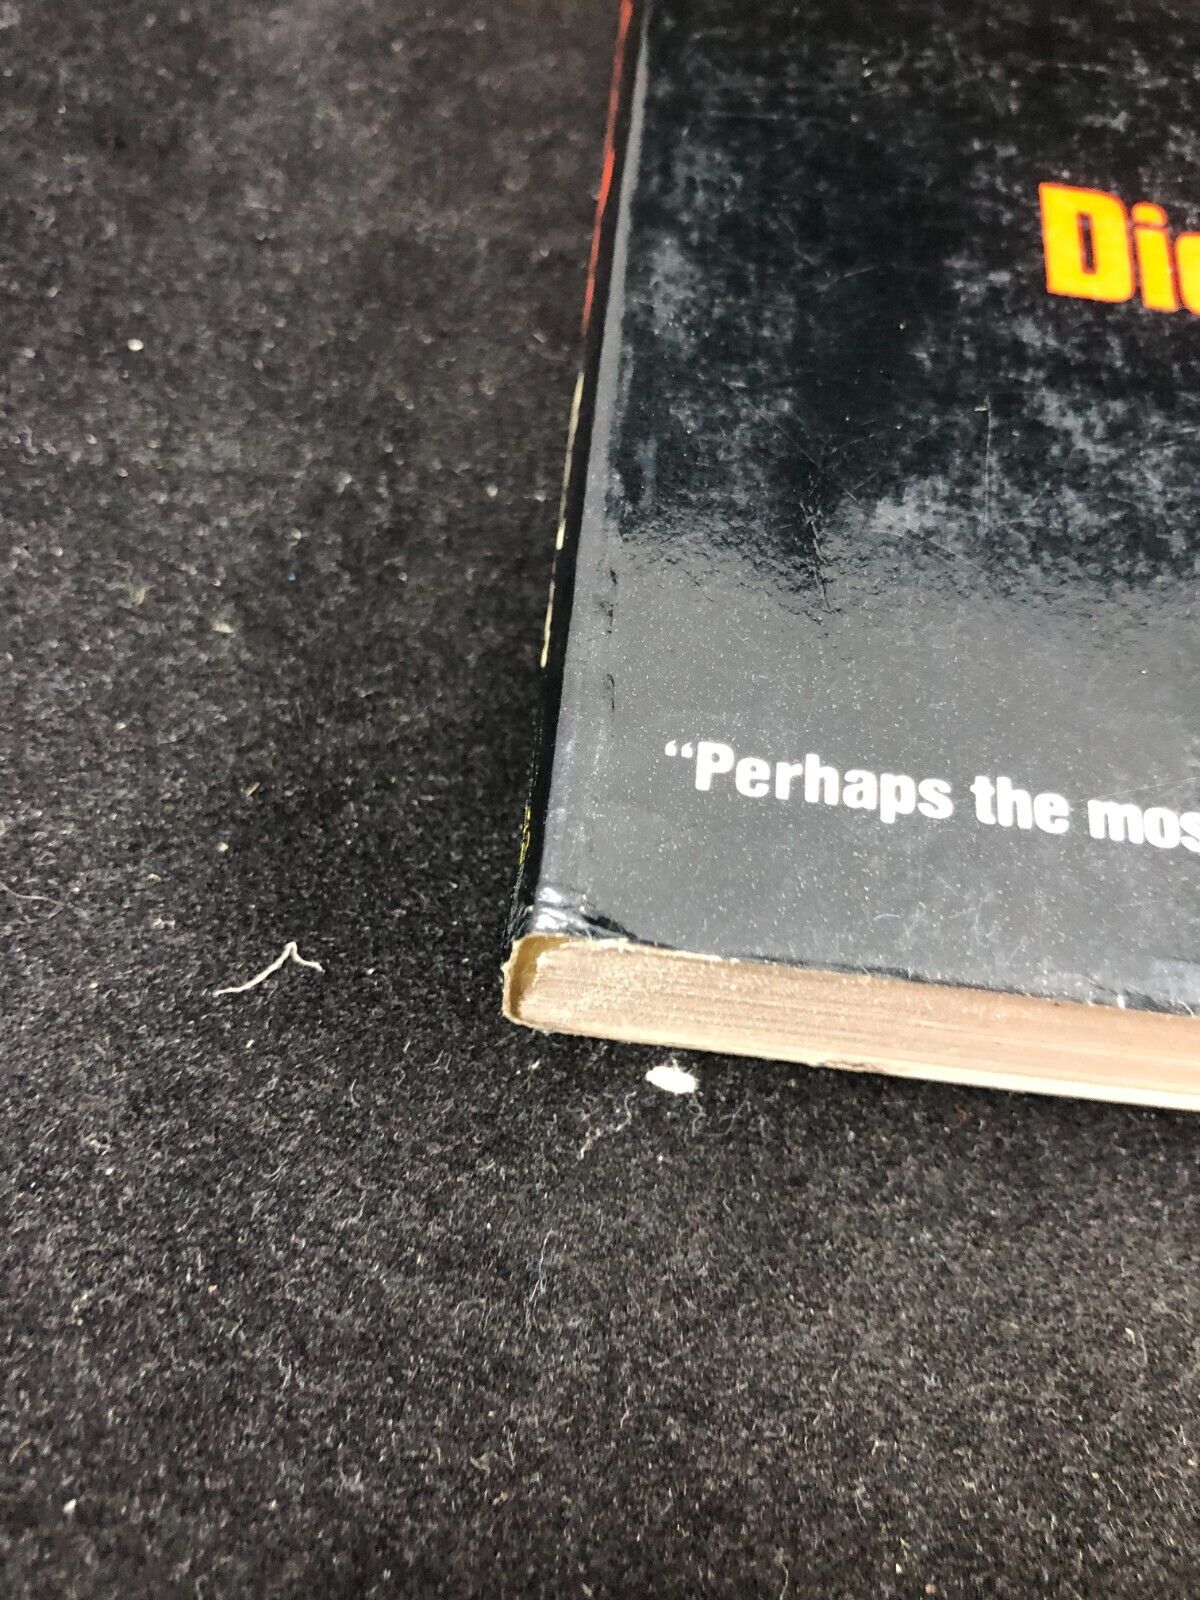 Di
“Perhaps the mos